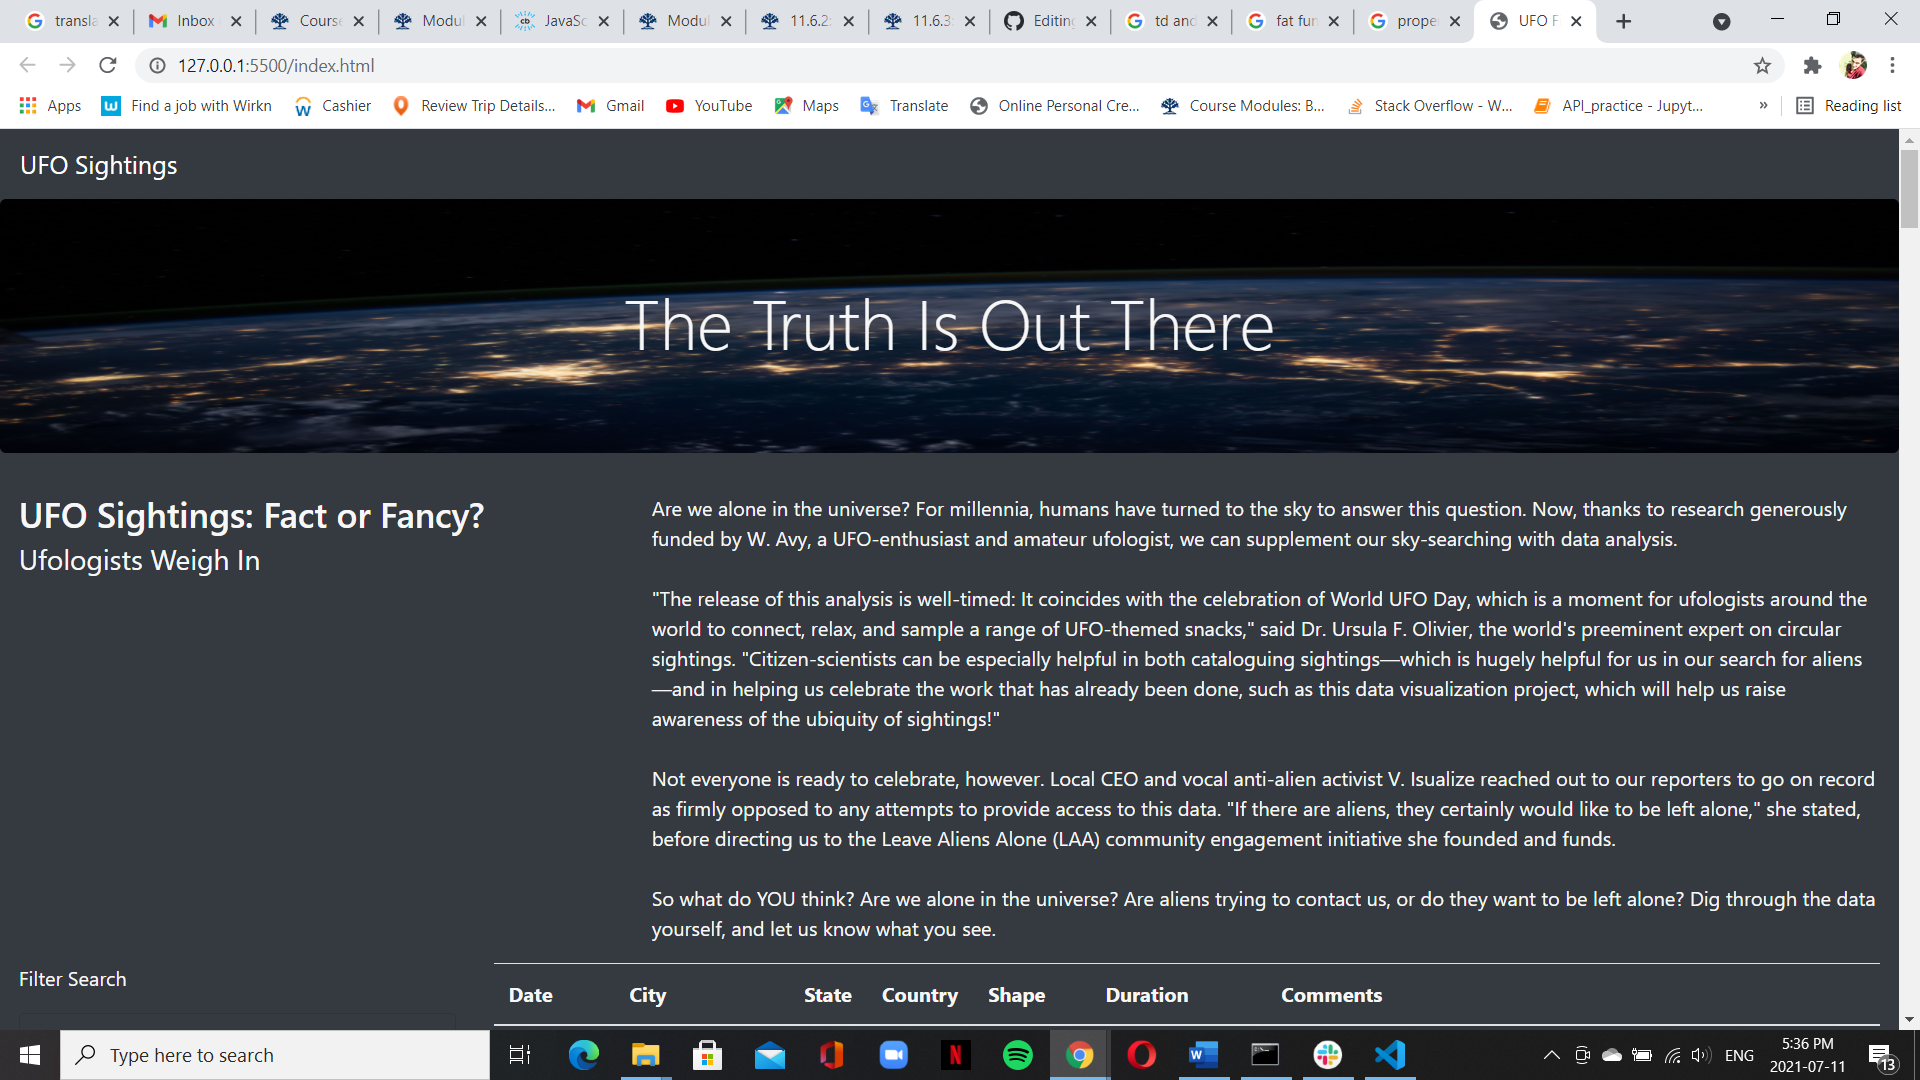 transla
Inbox
Course
Modul
JavaSc
Modul
11.6.2:
11.6.3:
Editing
td and
fat fun
proper
UFO F
127.0.0.1:5500/index.html
Apps
Find a job with Wirkn
Cashier
Review Trip Details...
Gmail
YouTube
Maps
Translate
Online Personal Cre...
Course Modules: B...
Stack Overflow - W...
API_practice - Jupyt...
»
Reading list
UFO Sightings
The Truth Is Out There
UFO Sightings: Fact or Fancy?
Ufologists Weigh In
Are we alone in the universe? For millennia, humans have turned to the sky to answer this question. Now, thanks to research generously
funded by W. Avy, a UFO-enthusiast and amateur ufologist, we can supplement our sky-searching with data analysis.
"The release of this analysis is well-timed: It coincides with the celebration of World UFO Day, which is a moment for ufologists around the
world to connect, relax, and sample a range of UFO-themed snacks," said Dr. Ursula F. Olivier, the world's preeminent expert on circular
sightings. "Citizen-scientists can be especially helpful in both cataloguing sightings—which is hugely helpful for us in our search for aliens
—and in helping us celebrate the work that has already been done, such as this data visualization project, which will help us raise
awareness of the ubiquity of sightings!"
Not everyone is ready to celebrate, however. Local CEO and vocal anti-alien activist V. Isualize reached out to our reporters to go on record
as firmly opposed to any attempts to provide access to this data. "If there are aliens, they certainly would like to be left alone," she stated,
before directing us to the Leave Aliens Alone (LAA) community engagement initiative she founded and funds.
So what do YOU think? Are we alone in the universe? Are aliens trying to contact us, or do they want to be left alone? Dig through the data
yourself, and let us know what you see.
Filter Search
Date City State Country Shape Duration Comments
Type here to search
ENG
5:36 PM
2021-07-11
13